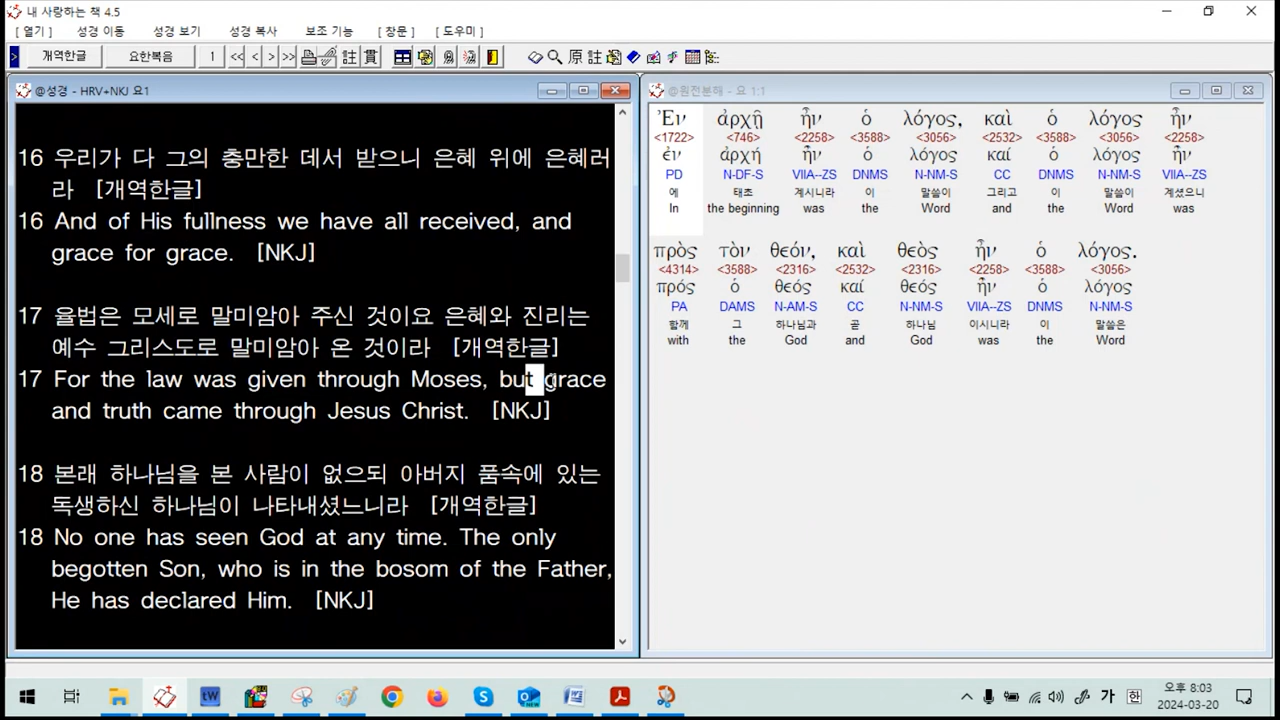 내 사랑하는 책 4.5
[ 열기 ] 성경 이동 성경 보기 성경 복사 보조 기능 [ 창문 ] [ 도우미 ]
개역한글 요한복음 1 << < > >> 註 貫 原 註
@성경 - HRV+NKJ 요1
16 우리가 다 그의 충만한 데서 받으니 은혜 위에 은혜러
라 [개역한글]
16 And of His fullness we have all received, and
grace for grace. [NKJ]
17 율법은 모세로 말미암아 주신 것이요 은혜와 진리는
예수 그리스도로 말미암아 온 것이라 [개역한글]
17 For the law was given through Moses, but grace
and truth came through Jesus Christ. [NKJ]
18 본래 하나님을 본 사람이 없으되 아버지 품속에 있는
독생하신 하나님이 나타내셨느니라 [개역한글]
18 No one has seen God at any time. The only
begotten Son, who is in the bosom of the Father,
He has declared Him. [NKJ]
@원전분해 - 요 1:1
Ἐν ἀρχῇ ἦν ὁ λόγος, καὶ ὁ λόγος ἦν
<1722> <746> <2258> <3588> <3056> <2532> <3588> <3056> <2258>
ἐν ἀρχή ἦν ὁ λόγος καί ὁ λόγος ἦν
PD N-DF-S VIIA--ZS DNMS N-NM-S CC DNMS N-NM-S VIIA--ZS
에 태초 계시니라 이 말씀이 그리고 이 말씀이 계셨으니
In the beginning was the Word and the Word was
πρὸς τὸν θεόν, καὶ θεὸς ἦν ὁ λόγος.
<4314> <3588> <2316> <2532> <2316> <2258> <3588> <3056>
πρός ὁ θεός καί θεός ἦν ὁ λόγος
PA DAMS N-AM-S CC N-NM-S VIIA--ZS DNMS N-NM-S
함께 그 하나님과 곧 하나님 이시니라 이 말씀은
with the God and God was the Word
가 한 오후 8:03
2024-03-20